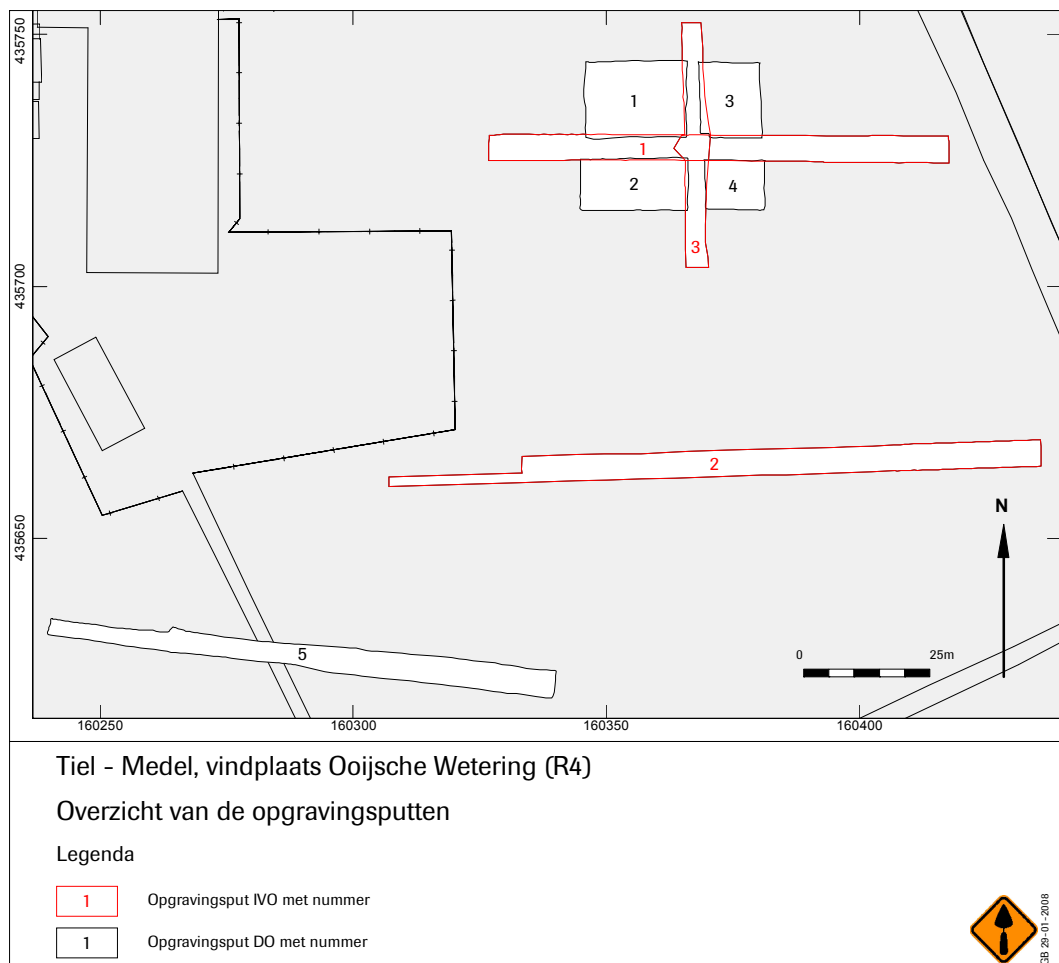 435750
435700
435650
1
3
1
2
4
3
2
5
N
0
25m
160250
160300
160350
160400
Tiel - Medel, vindplaats Ooijsche Wetering (R4)
Overzicht van de opgravingsputten
Legenda
1 Opgravingsput IVO met nummer
1 Opgravingsput DO met nummer
GB 29-01-2008